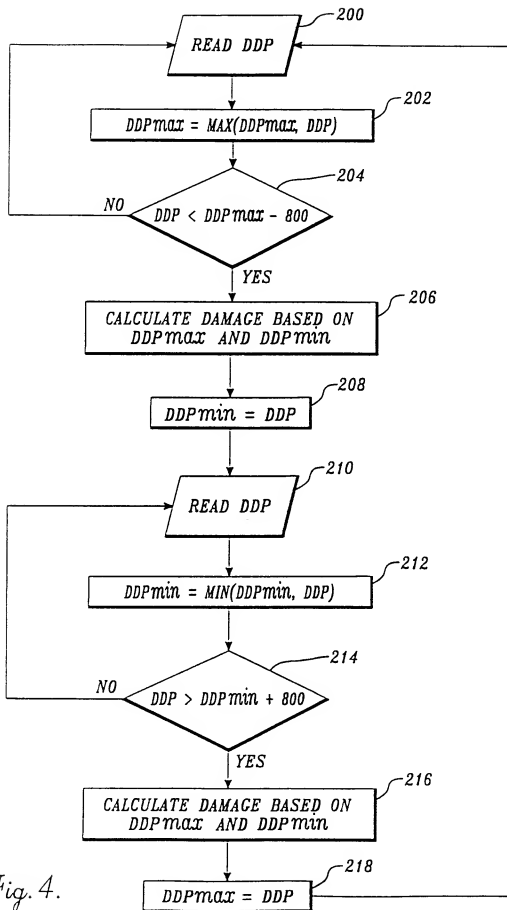 200
READ DDP
202
DDPmax = MAX(DDPmax, DDP)
204
NO
DDP < DDPmax - 800
YES
206
CALCULATE DAMAGE BASED ON
DDPmax AND DDPmin
208
DDPmin = DDP
210
READ DDP
212
DDPmin = MIN(DDPmin, DDP)
214
NO
DDP > DDPmin + 800
YES
216
CALCULATE DAMAGE BASED ON
DDPmax AND DDPmin
218
Fig. 4.
DDPmax = DDP